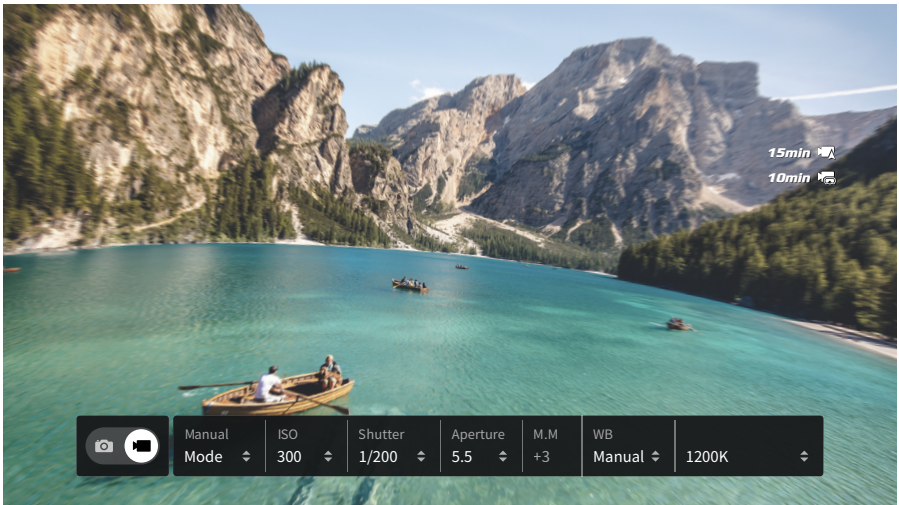 15min
10min
Manual ISO Shutter Aperture M.M WB
Mode 300 1/200 5.5 +3 Manual 1200K